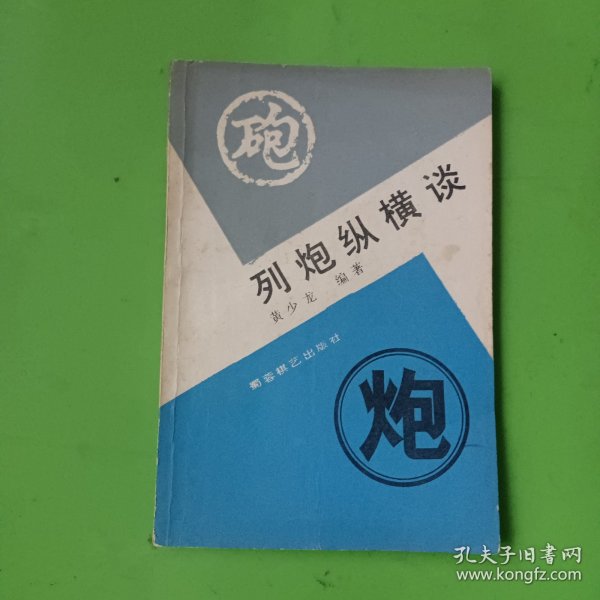 砲
列炮纵横谈
黄少龙 编著
蜀蓉棋艺出版社
炮
孔夫子旧书网
www.kongfz.com